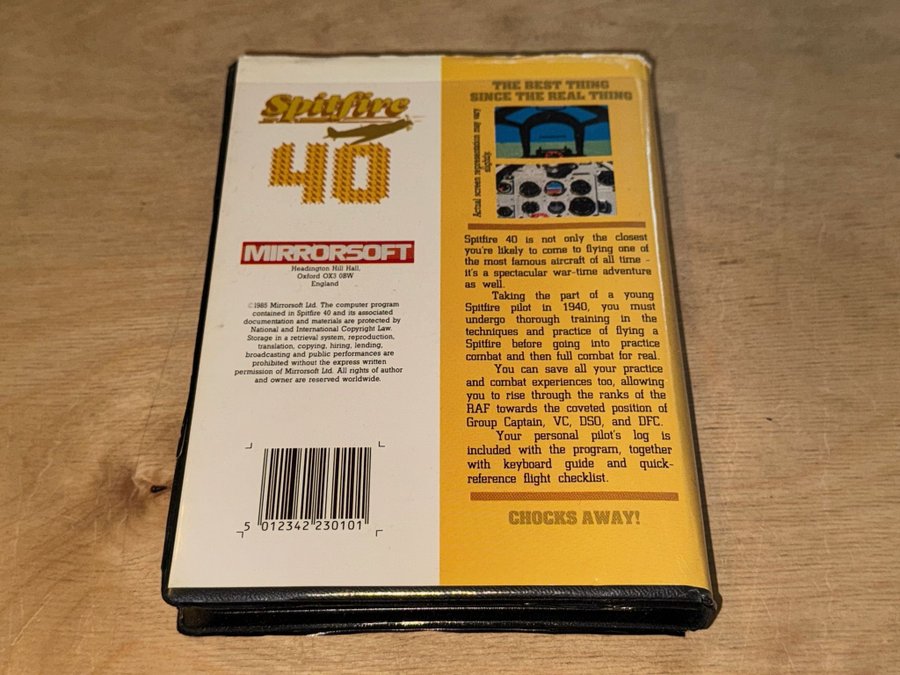 Spitfire
40
MIRRORSOFT
Headington Hill Hall,
Oxford OX3 0BW
England
©1985 Mirrorsoft Ltd. The computer program
contained in Spitfire 40 and its associated
documentation and materials are protected by
National and International Copyright Law.
Storage in a retrieval system, reproduction,
translation, copying, hiring, lending,
broadcasting and public performances are
prohibited without the express written
permission of Mirrorsoft Ltd. All rights of author
and owner are reserved worldwide.
5 012342 230101
THE BEST THING
SINCE THE REAL THING
Actual screen representation may vary
slightly.
Spitfire 40 is not only the closest
you're likely to come to flying one of
the most famous aircraft of all time -
it's a spectacular war-time adventure
as well.
Taking the part of a young
Spitfire pilot in 1940, you must
undergo thorough training in the
techniques and practice of flying a
Spitfire before going into practice
combat and then full combat for real.
You can save all your practice
and combat experiences too, allowing
you to rise through the ranks of the
RAF towards the coveted position of
Group Captain, VC, DSO, and DFC.
Your personal pilot's log is
included with the program, together
with keyboard guide and quick-
reference flight checklist.
CHOCKS AWAY!